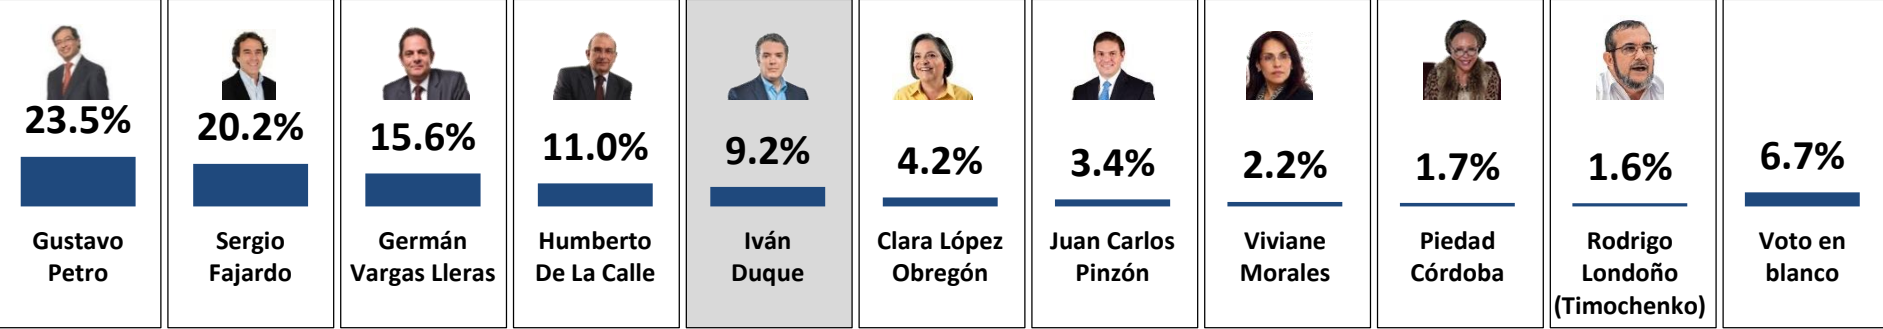 23.5%
Gustavo
Petro
20.2%
Sergio
Fajardo
15.6%
Germán
Vargas Lleras
11.0%
Humberto
De La Calle
9.2%
Iván
Duque
4.2%
Clara López
Obregón
3.4%
Juan Carlos
Pinzón
2.2%
Viviane
Morales
1.7%
Piedad
Córdoba
1.6%
Rodrigo
Londoño
(Timochenko)
6.7%
Voto en
blanco